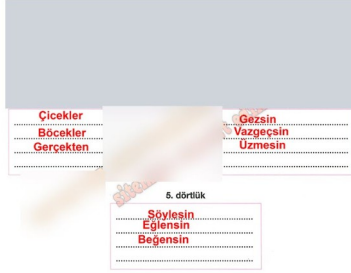 Çicekler
Böcekler
Gerçekten
Gezsin
Vazgeçsin
Üzmesin
5. dörtlük
Söylesin
Eğlensin
Beğensin